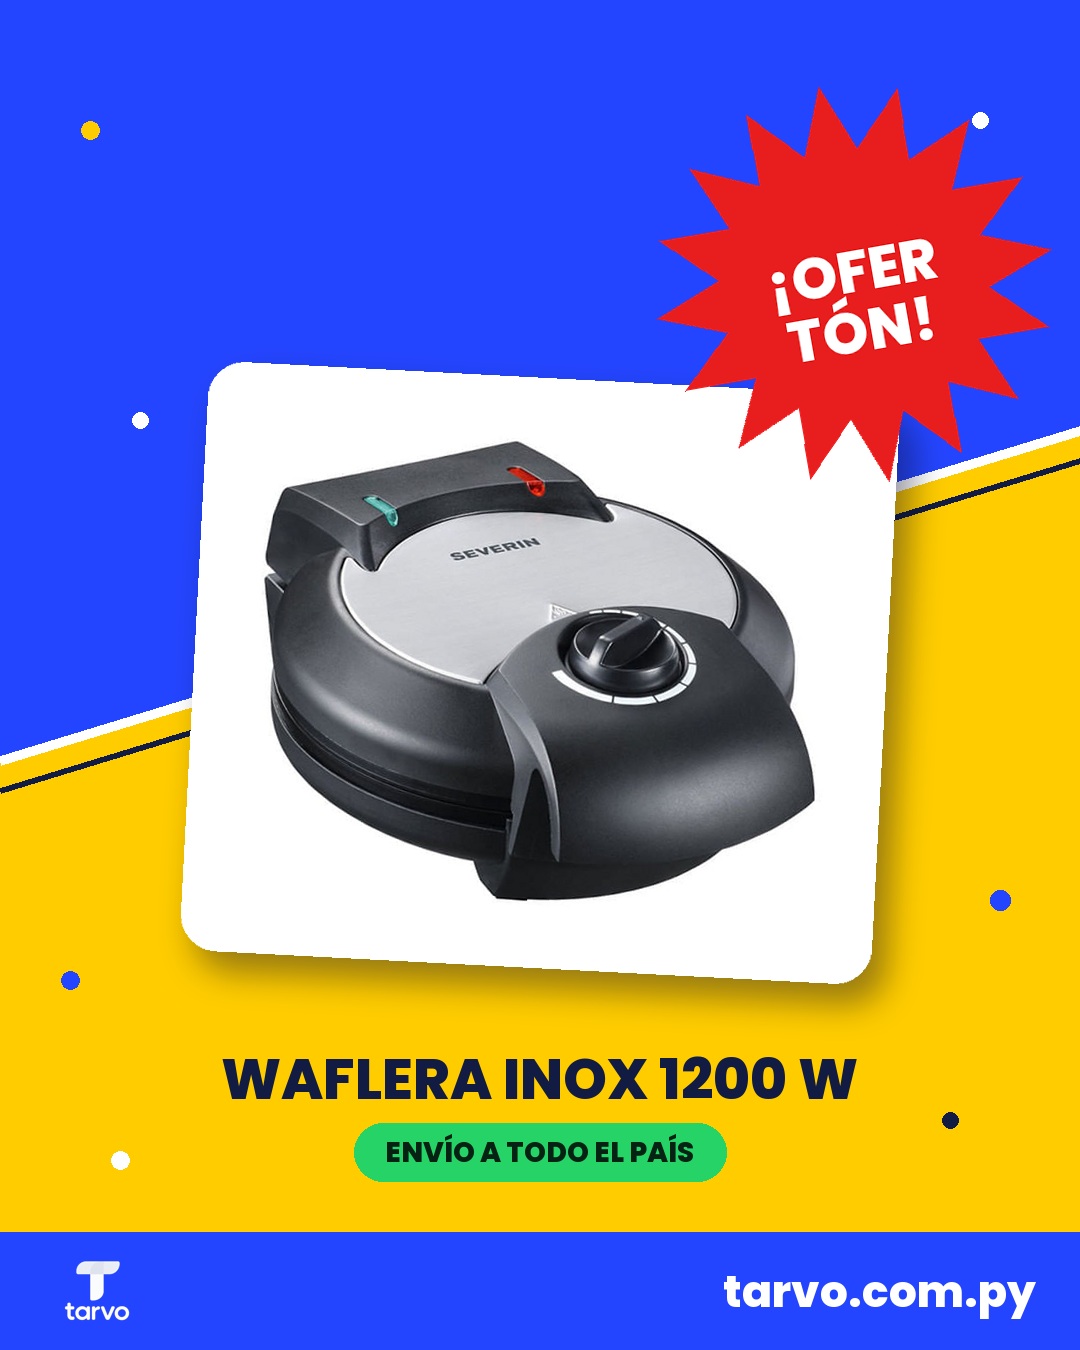 ¡OFER
TÓN!
SEVERIN
WAFLERA INOX 1200 W
ENVÍO A TODO EL PAÍS
tarvo
tarvo.com.py